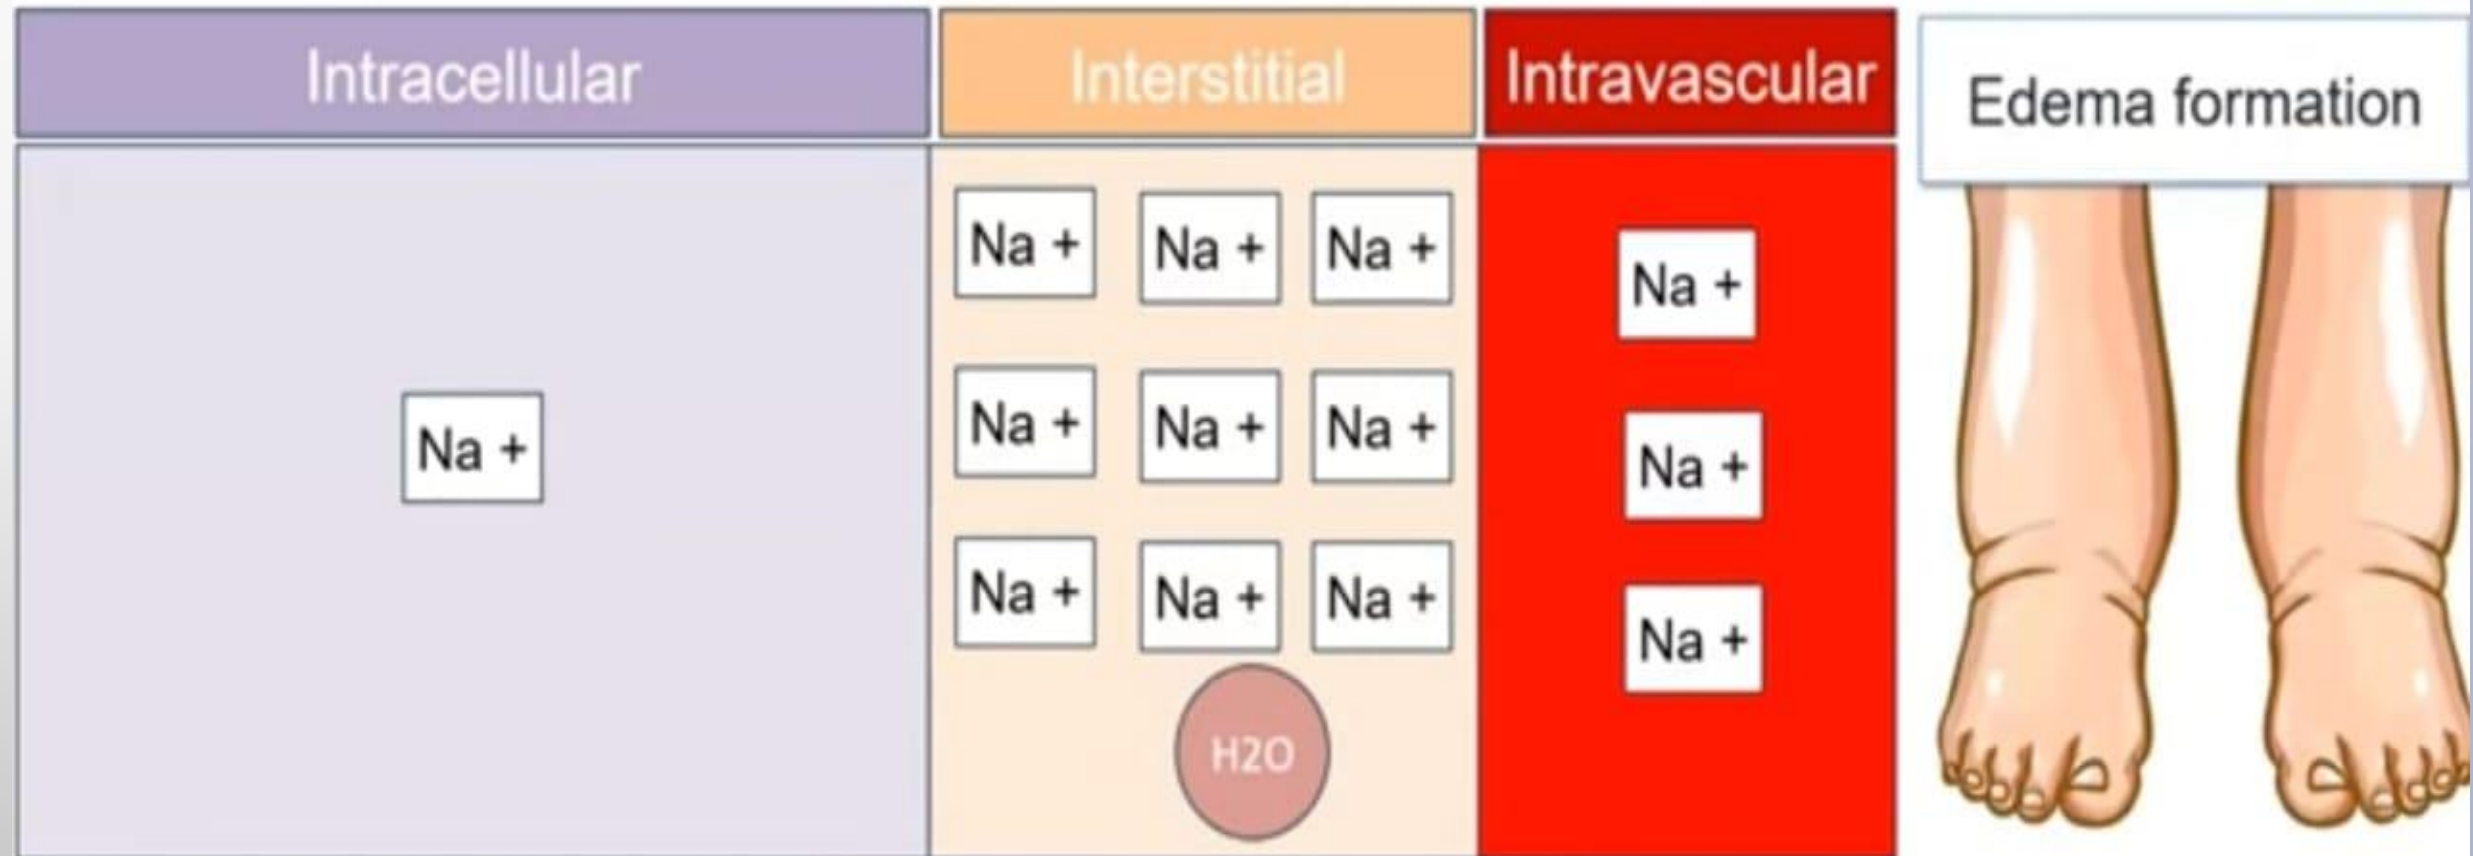 Intracellular
Interstitial
Intravascular
Edema formation
Na + Na + Na +
Na +
Na + Na + Na +
Na +
Na +
Na + Na + Na +
Na +
H2O